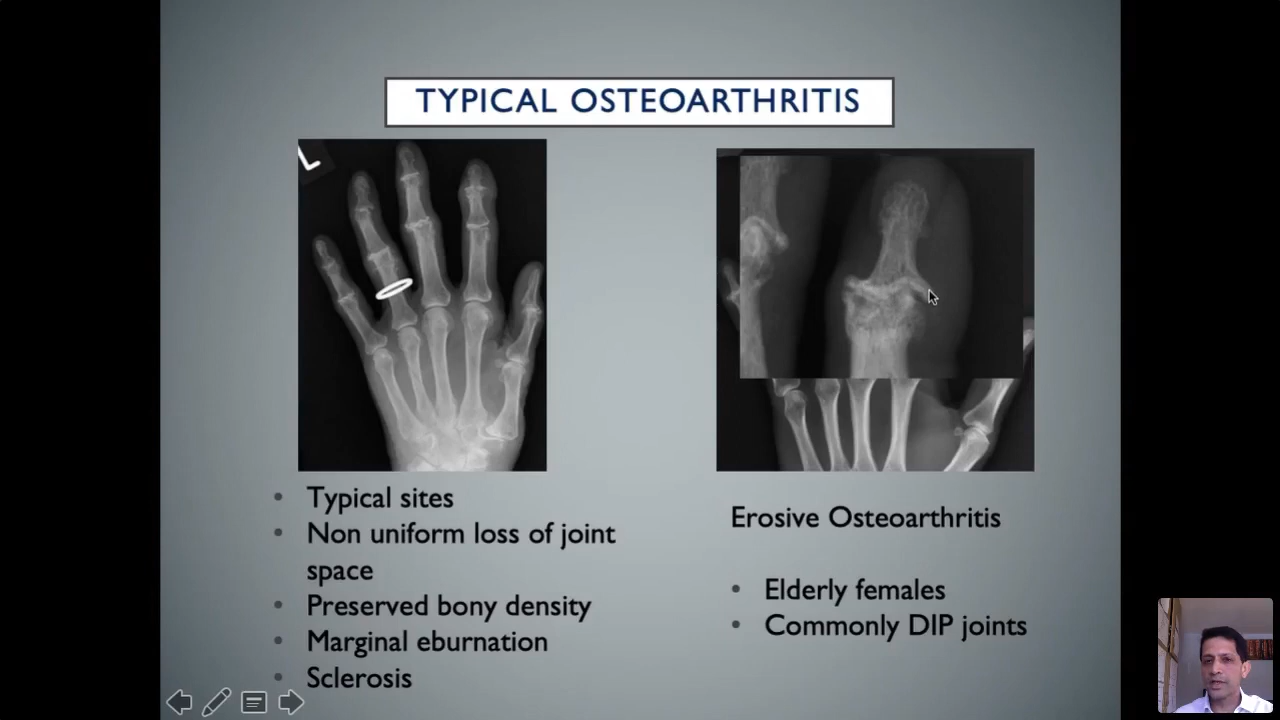 TYPICAL OSTEOARTHRITIS
L
• Typical sites
• Non uniform loss of joint
space
• Preserved bony density
• Marginal eburnation
• Sclerosis
Erosive Osteoarthritis
• Elderly females
• Commonly DIP joints